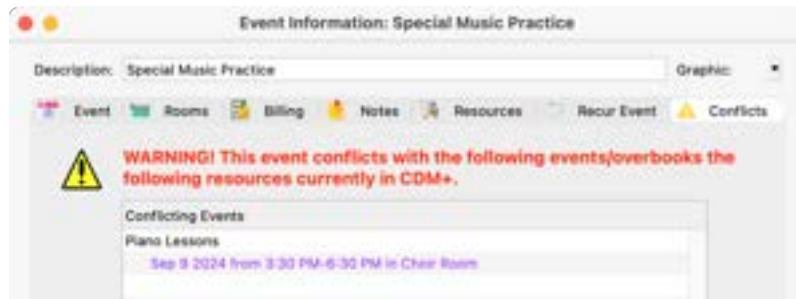 Event Information: Special Music Practice
Description: Special Music Practice Graphic:
Event Rooms Billing Notes Resources Recur Event Conflicts
WARNING! This event conflicts with the following events/overbooks the
following resources currently in CDM+.
Conflicting Events
Piano Lessons
Sep 9 2024 from 3:30 PM-6:30 PM in Choir Room